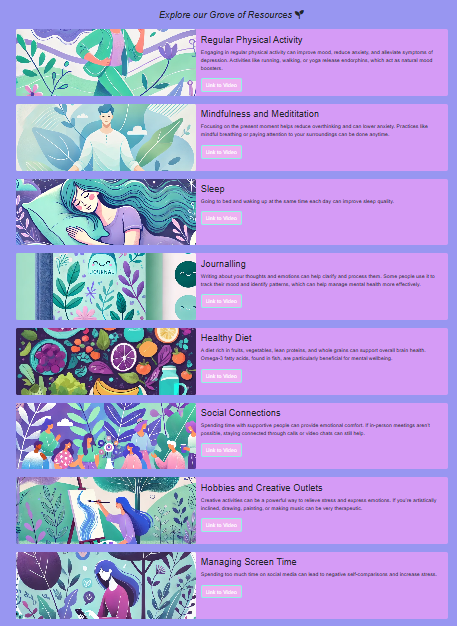 Explore our Grove of Resources 🌱
Regular Physical Activity
Engaging in regular physical activity can improve mood, reduce anxiety, and alleviate symptoms of
depression. Activities like running, walking, or yoga release endorphins, which act as natural mood
boosters.
Link to Video
Mindfulness and Medititation
Focusing on the present moment helps reduce overthinking and can lower anxiety. Practices like
mindful breathing or paying attention to your surroundings can be done anytime.
Link to Video
Sleep
Going to bed and waking up at the same time each day can improve sleep quality.
Link to Video
JOURNAL
Journalling
Writing about your thoughts and emotions can help clarify and process them. Some people use it to
track their mood and identify patterns, which can help manage mental health more effectively.
Link to Video
Healthy Diet
A diet rich in fruits, vegetables, lean proteins, and whole grains can support overall brain health.
Omega-3 fatty acids, found in fish, are particularly beneficial for mental wellbeing.
Link to Video
Social Connections
Spending time with supportive people can provide emotional comfort. If in-person meetings aren't
possible, staying connected through calls or video chats can still help.
Link to Video
Hobbies and Creative Outlets
Creative activities can be a powerful way to relieve stress and express emotions. If you're artistically
inclined, drawing, painting, or making music can be very therapeutic.
Link to Video
Managing Screen Time
Spending too much time on social media can lead to negative self-comparisons and increase stress.
Link to Video